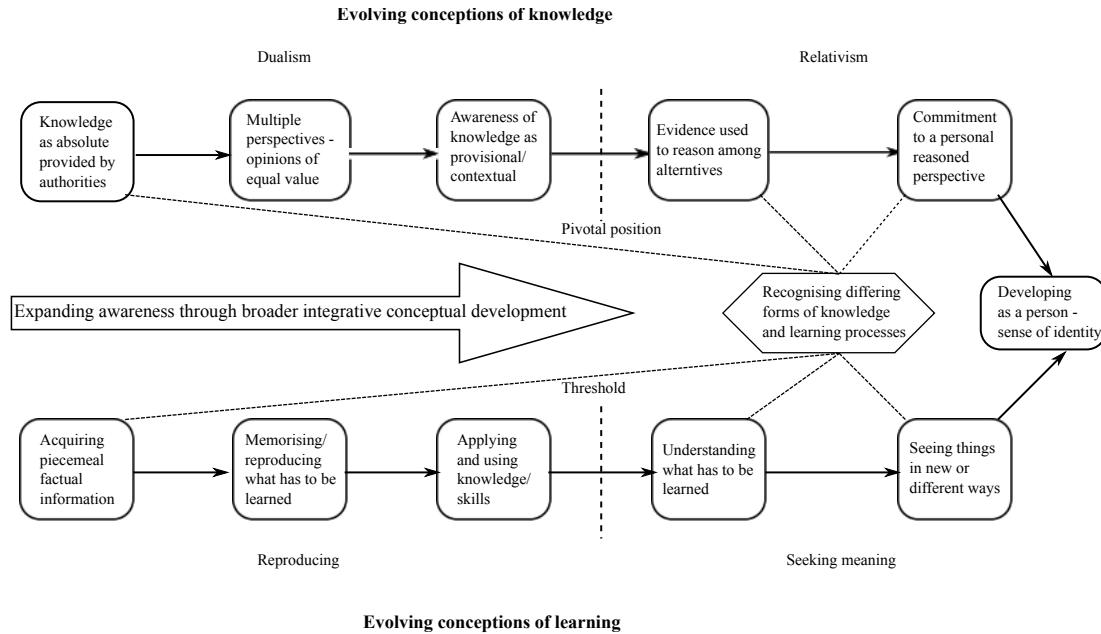 Evolving conceptions of knowledge
Dualism
Relativism
Knowledge
as absolute
provided by
authorities
Multiple
perspectives -
opinions of
equal value
Awareness of
knowledge as
provisional/
contextual
Evidence used
to reason among
alterntives
Commitment
to a personal
reasoned
perspective
Pivotal position
Expanding awareness through broader integrative conceptual development
Recognising differing
forms of knowledge
and learning processes
Developing
as a person -
sense of identity
Threshold
Acquiring
piecemeal
factual
information
Memorising/
reproducing
what has to be
learned
Applying
and using
knowledge/
skills
Understanding
what has to be
learned
Seeing things
in new or
different ways
Reproducing
Seeking meaning
Evolving conceptions of learning